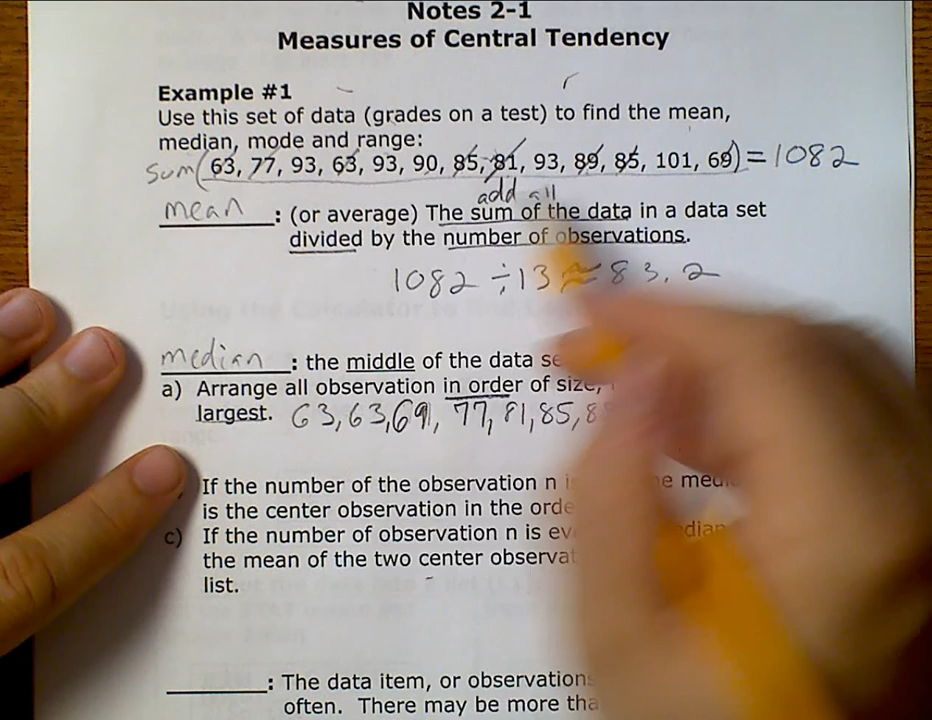 Notes 2-1
Measures of Central Tendency
Example #1
Use this set of data (grades on a test) to find the mean,
median, mode and range:
sum(63, 77, 93, 63, 93, 90, 85, 81, 93, 89, 85, 101, 69) = 1082
add all
mean : (or average) The sum of the data in a data set
divided by the number of observations.
1082 ÷ 13 ≈ 83.2
median : the middle of the data
a) Arrange all observation in order of size,
largest. 63, 63, 69, 77, 81, 85, 8
If the number of the observation n
is the center observation in the
c) If the number of observation n is
the mean of the two center
list.
: The data item, or observations
often. There may be more